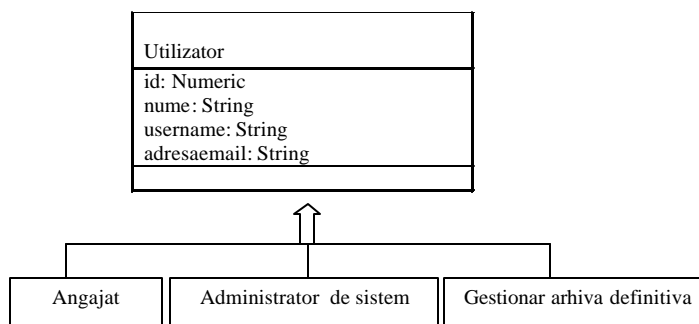 Utilizator
id: Numeric
nume: String
username: String
adresaemail: String
Angajat
Administrator de sistem
Gestionar arhiva definitiva